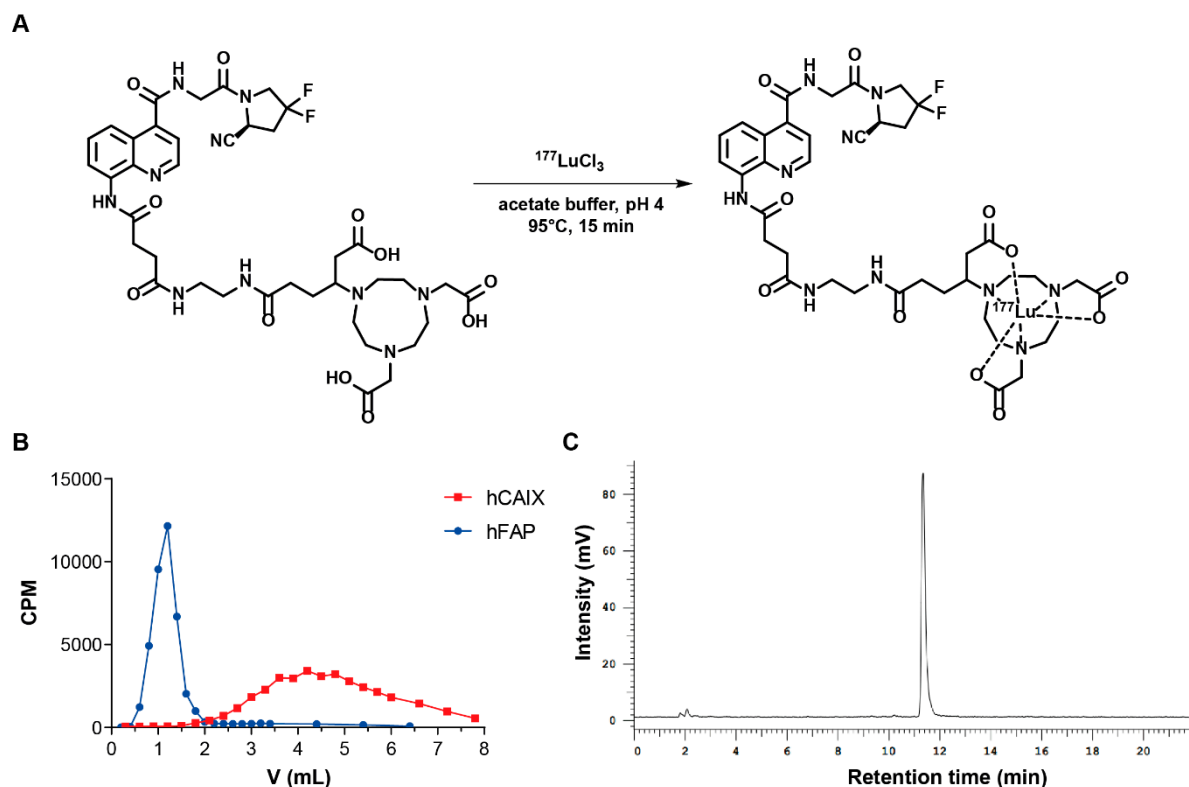 A
O
H
N
O
N
F
F
NC
O
N
HN
O
O
N
H
H
N
O
O
OH
N
N
N
O
OH
HO
O
¹⁷⁷LuCl₃
acetate buffer, pH 4
95°C, 15 min
O
H
N
O
N
F
F
NC
O
N
HN
O
O
N
H
H
N
O
O
O
N
N
N
¹⁷⁷Lu
O
O
O
O
B
15000
10000
5000
0
CPM
0 1 2 3 4 5 6 7 8
V (mL)
hCAIX
hFAP
C
80
60
40
20
0
Intensity (mV)
0 2 4 6 8 10 12 14 16 18 20
Retention time (min)